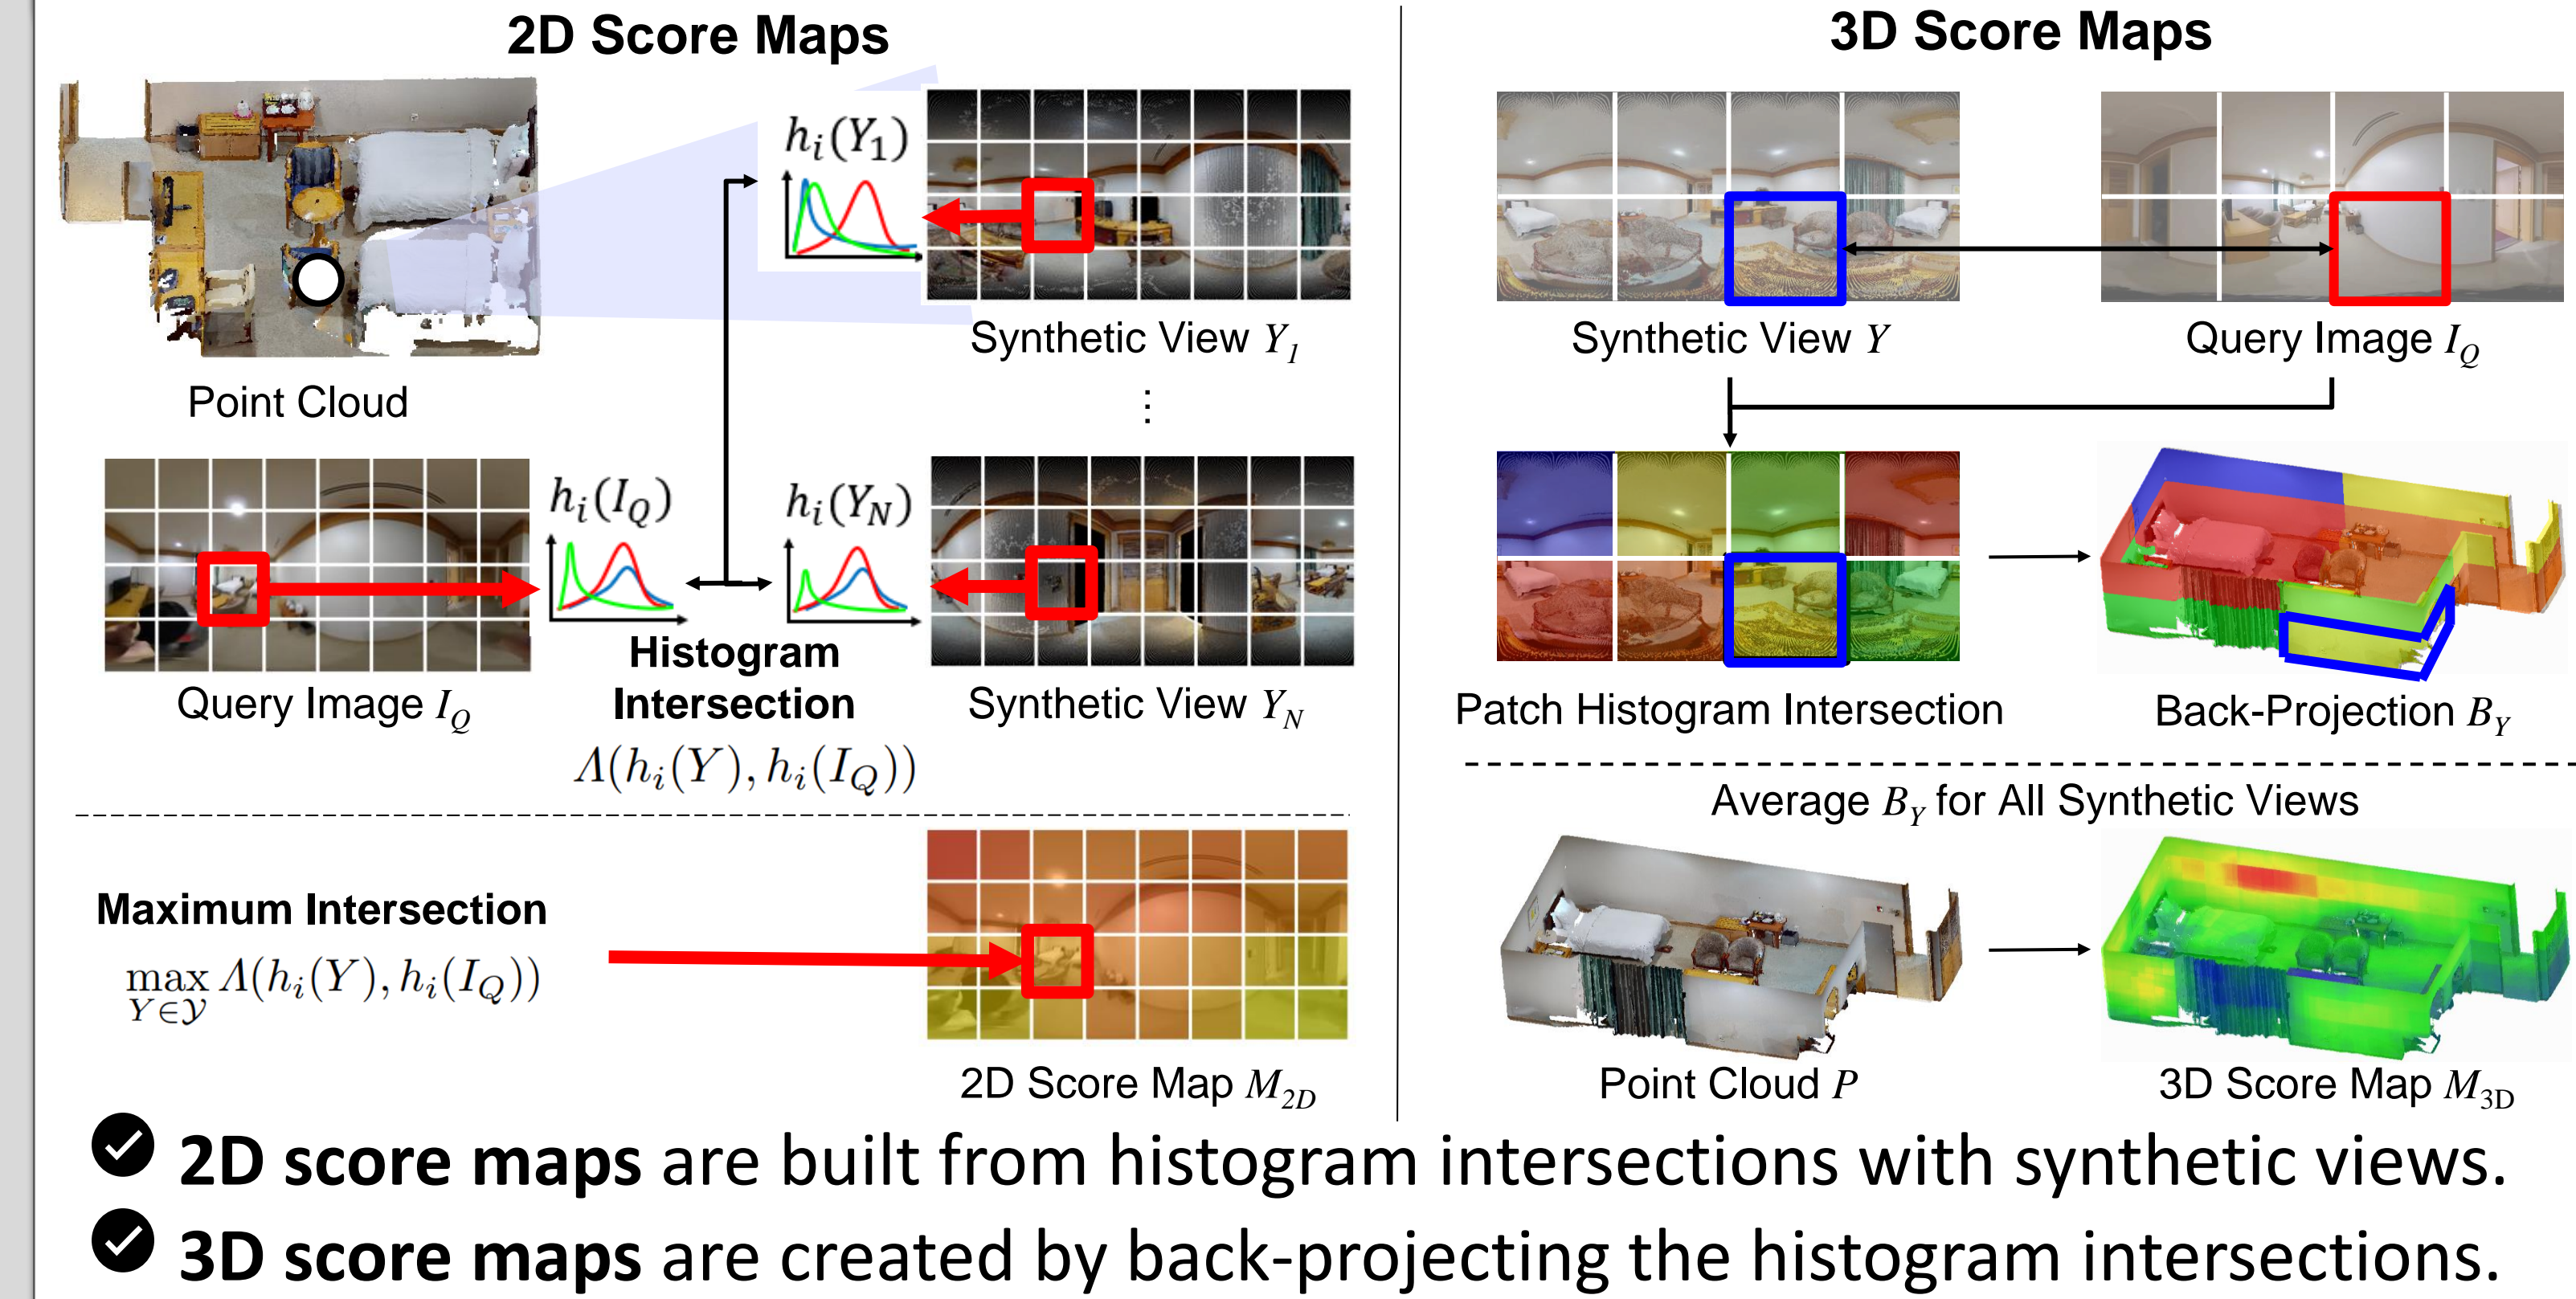 2D Score Maps
h_i(Y_1)
Synthetic View Y_1
Point Cloud
⋮
h_i(I_Q)
h_i(Y_N)
Query Image I_Q
Histogram
Intersection
Λ(h_i(Y), h_i(I_Q))
Synthetic View Y_N
Maximum Intersection
max Λ(h_i(Y), h_i(I_Q))
Y∈𝒴
2D Score Map M_2D
3D Score Maps
Synthetic View Y
Query Image I_Q
Patch Histogram Intersection
Back-Projection B_Y
Average B_Y for All Synthetic Views
Point Cloud P
3D Score Map M_3D
2D score maps are built from histogram intersections with synthetic views.
3D score maps are created by back-projecting the histogram intersections.